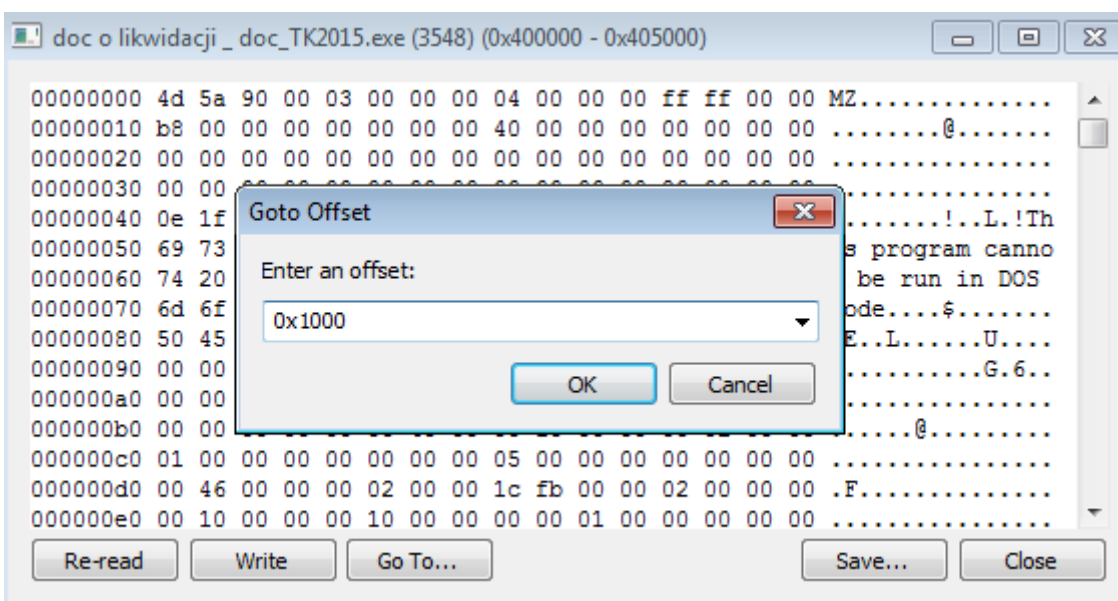 doc o likwidacji _ doc_TK2015.exe (3548) (0x400000 - 0x405000)
00000000 4d 5a 90 00 03 00 00 00 04 00 00 00 ff ff 00 00 MZ..............
00000010 b8 00 00 00 00 00 00 00 40 00 00 00 00 00 00 00 ........@.......
00000020 00 00 00 00 00 00 00 00 00 00 00 00 00 00 00 00 ................
00000030 00 00 ................
00000040 0e 1f ........!..L.!Th
00000050 69 73 s program canno
00000060 74 20 be run in DOS
00000070 6d 6f ode....$.......
00000080 50 45 E..L......U....
00000090 00 00 ..........G.6..
000000a0 00 00 ................
000000b0 00 00 ......@.........
000000c0 01 00 00 00 00 00 00 00 05 00 00 00 00 00 00 00 ................
000000d0 00 46 00 00 00 02 00 00 1c fb 00 00 02 00 00 00 .F..............
000000e0 00 10 00 00 00 10 00 00 00 00 01 00 00 00 00 00 ................
Goto Offset
Enter an offset:
0x1000
OK Cancel
Re-read Write Go To... Save... Close